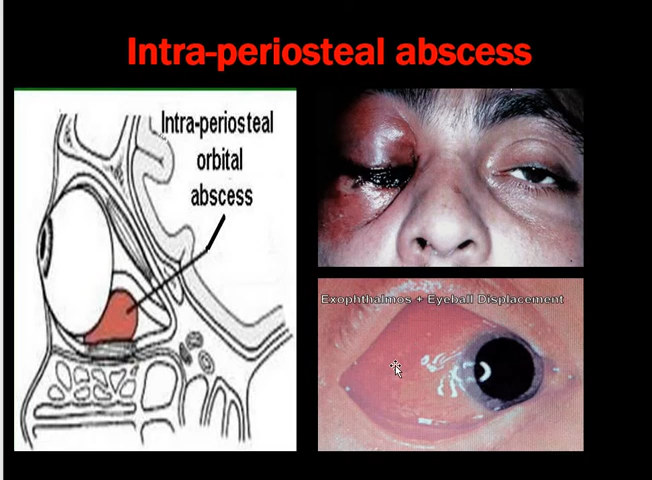 Intra-periosteal abscess
Intra-periosteal
orbital
abscess
Exophthalmos + Eyeball Displacement